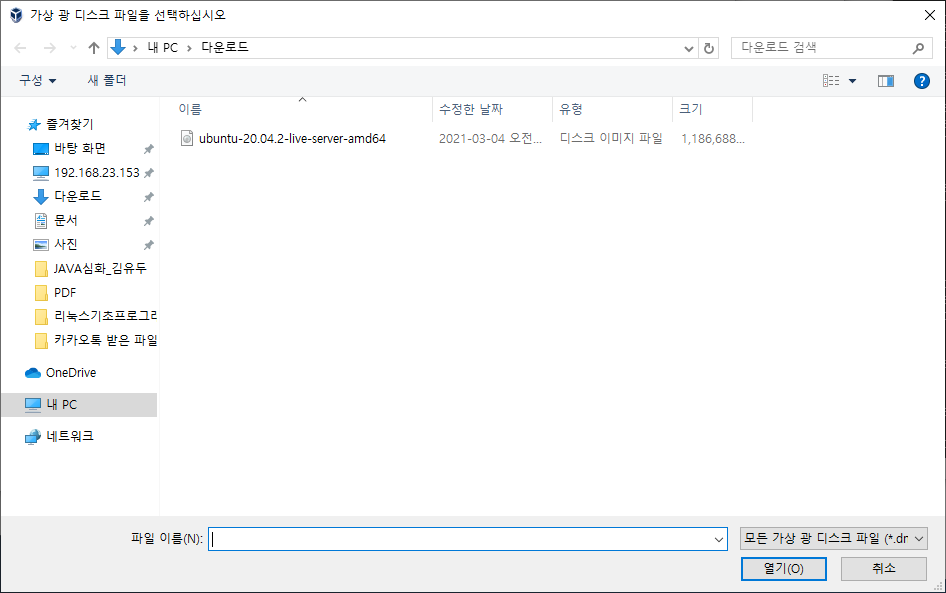 가상 광 디스크 파일을 선택하십시오
내 PC > 다운로드
다운로드 검색
구성
새 폴더
이름
수정한 날짜
유형
크기
ubuntu-20.04.2-live-server-amd64
2021-03-04 오전...
디스크 이미지 파일
1,186,688...
즐겨찾기
바탕 화면
192.168.23.153
다운로드
문서
사진
JAVA심화_김유두
PDF
리눅스기초프로그리
카카오톡 받은 파일
OneDrive
내 PC
네트워크
파일 이름(N):
모든 가상 광 디스크 파일 (*.dr
열기(O)
취소